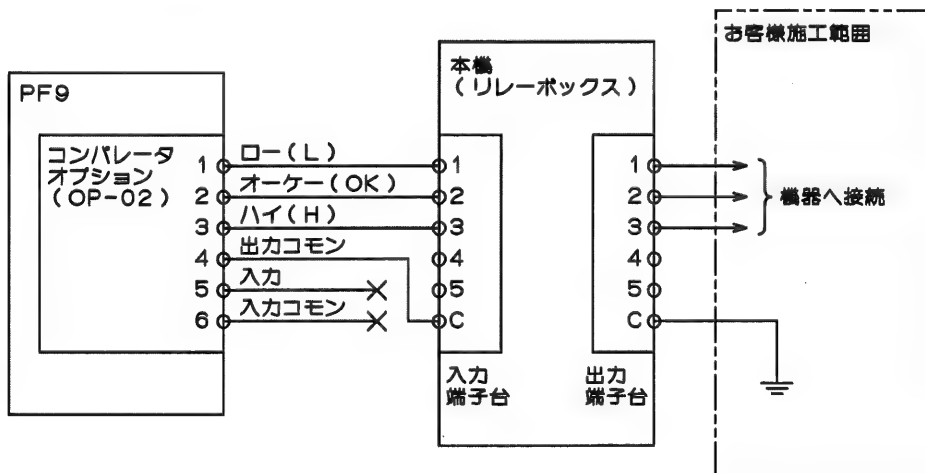 お客様施工範囲
PF9
コンパレータ
オプション
(OP-02)
1 ロー(L)
2 オーケー(OK)
3 ハイ(H)
4 出力コモン
5 入力
6 入力コモン
本機
(リレーボックス)
1
2
3
4
5
C
入力
端子台
1
2
3
4
5
C
出力
端子台
機器へ接続